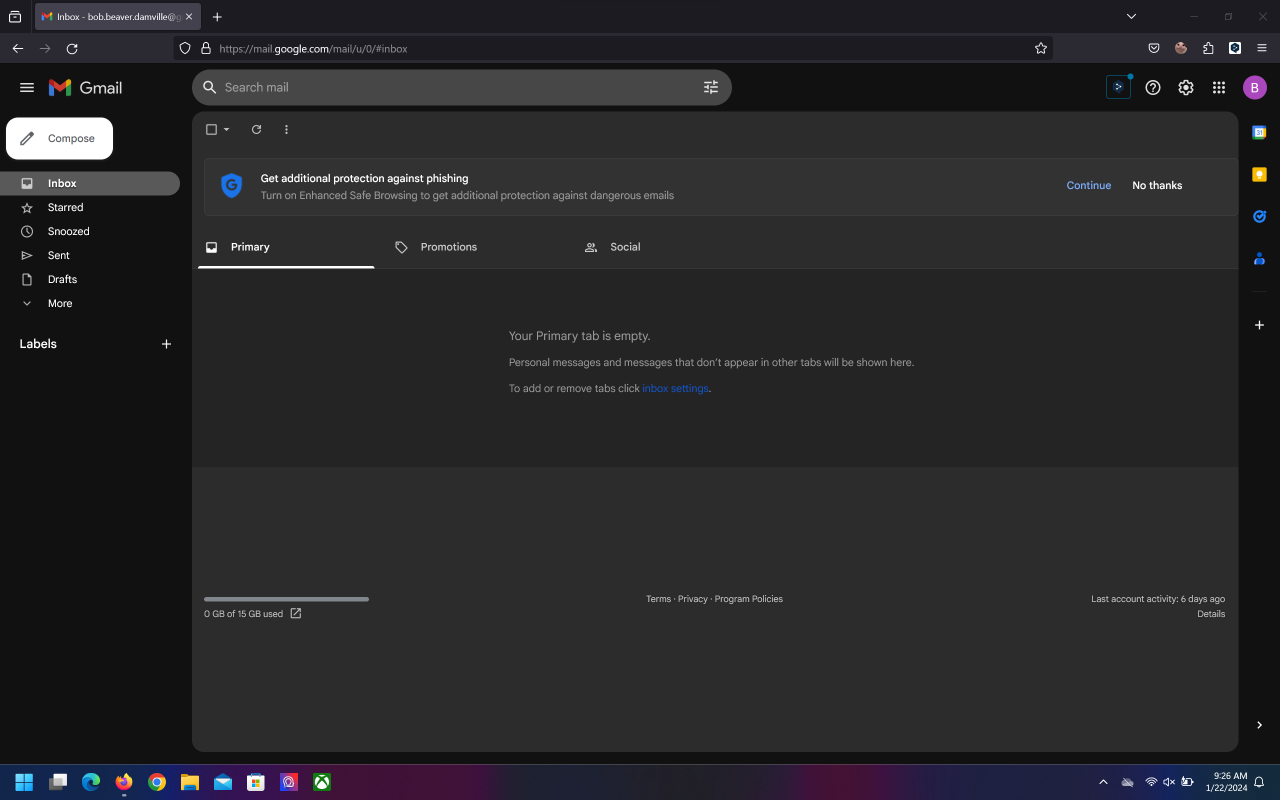 Inbox - bob.beaver.damville@g
https://mail.google.com/mail/u/0/#inbox
Gmail
Search mail
B
Compose
Inbox
Starred
Snoozed
Sent
Drafts
More
Labels
Get additional protection against phishing
Turn on Enhanced Safe Browsing to get additional protection against dangerous emails
Continue
No thanks
Primary
Promotions
Social
Your Primary tab is empty.
Personal messages and messages that don't appear in other tabs will be shown here.
To add or remove tabs click inbox settings.
0 GB of 15 GB used
Terms · Privacy · Program Policies
Last account activity: 6 days ago
Details
9:26 AM
1/22/2024